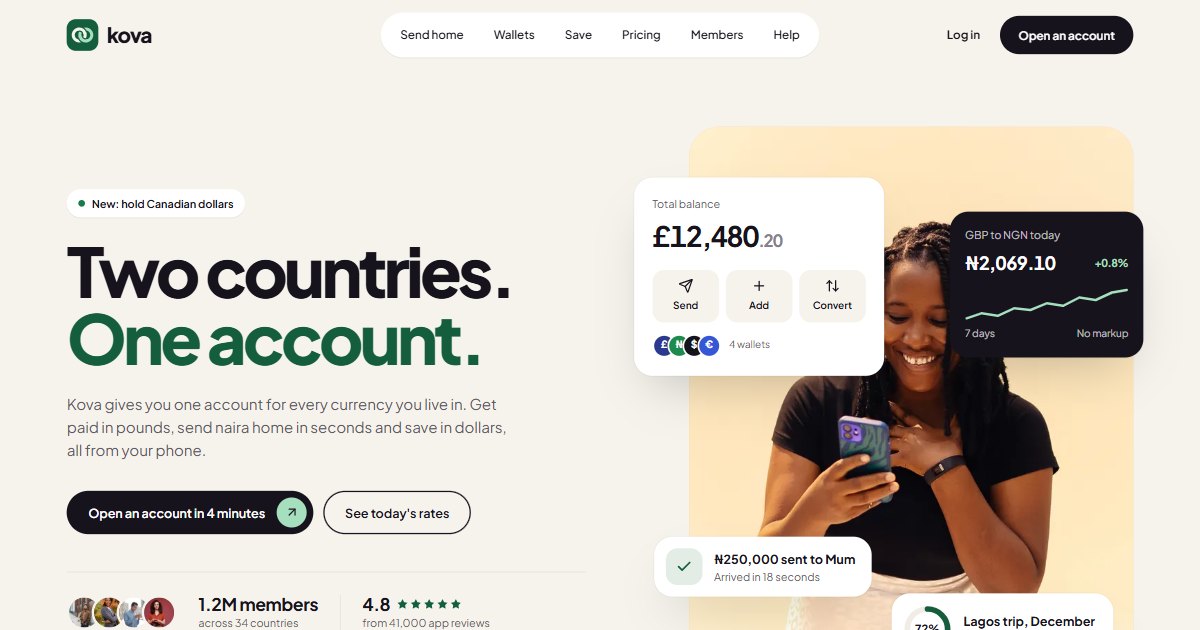 kova
Send home
Wallets
Save
Pricing
Members
Help
Log in
Open an account
New: hold Canadian dollars
Two countries.
One account.
Kova gives you one account for every currency you live in. Get
paid in pounds, send naira home in seconds and save in dollars,
all from your phone.
Open an account in 4 minutes
See today's rates
1.2M members
across 34 countries
4.8 ★★★★★
from 41,000 app reviews
Total balance
£12,480.20
Send
Add
Convert
£ ₦ $ €
4 wallets
GBP to NGN today
₦2,069.10
+0.8%
7 days
No markup
₦250,000 sent to Mum
Arrived in 18 seconds
72%
Lagos trip, December